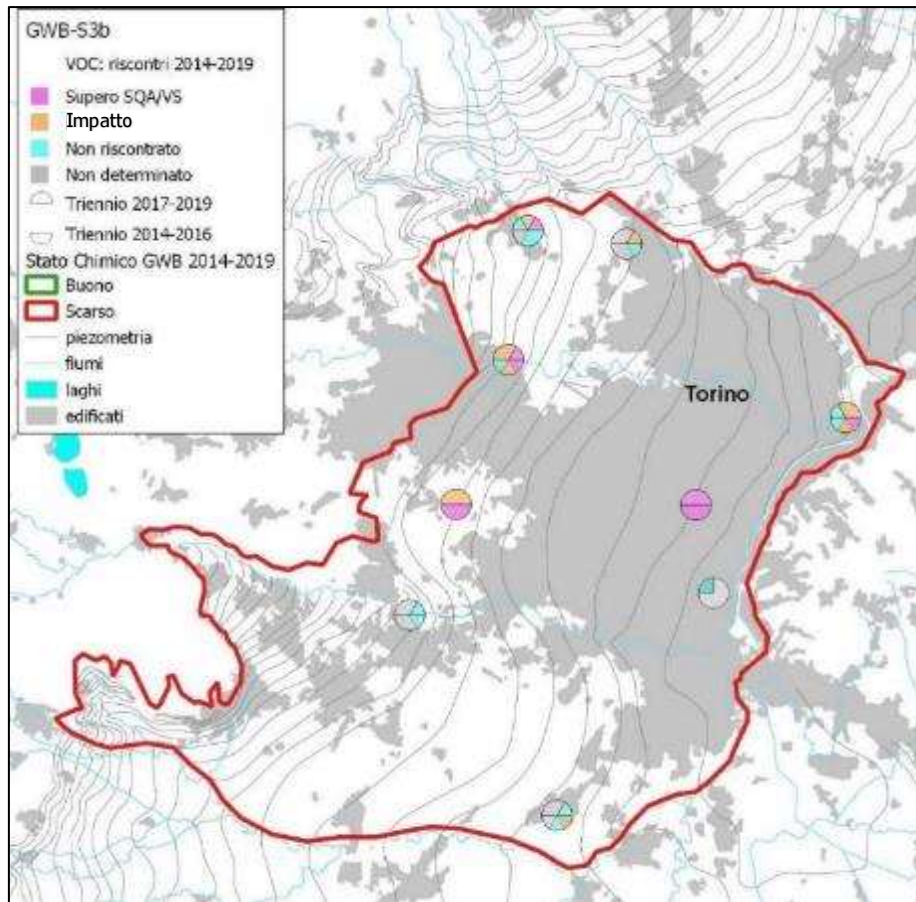 GWB-S3b
VOC: riscontri 2014-2019
Supero SQA/VS
Impatto
Non riscontrato
Non determinato
Triennio 2017-2019
Triennio 2014-2016
Stato Chimico GWB 2014-2019
Buono
Scarso
piezometria
fiumi
laghi
edificati
Torino